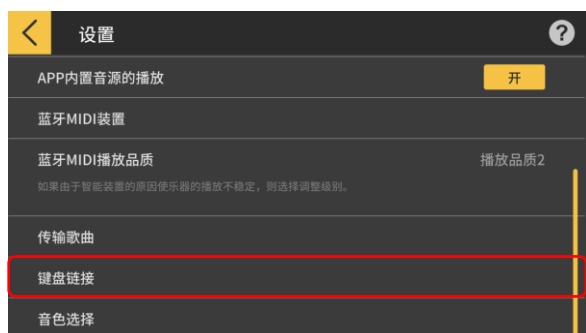 设置
?
APP内置音源的播放 开
蓝牙MIDI装置
蓝牙MIDI播放品质 播放品质2
如果由于智能装置的原因使乐器的播放不稳定，则选择调整级别。
传输歌曲
键盘链接
音色选择